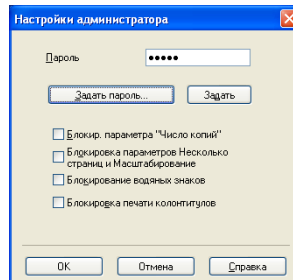 Настройки администратора
Пароль
•••••
Задать пароль...
Задать
Блокир. параметра "Число копий"
Блокировка параметров Несколько
страниц и Масштабирование
Блокирование водяных знаков
Блокировка печати колонтитулов
OK
Отмена
Справка